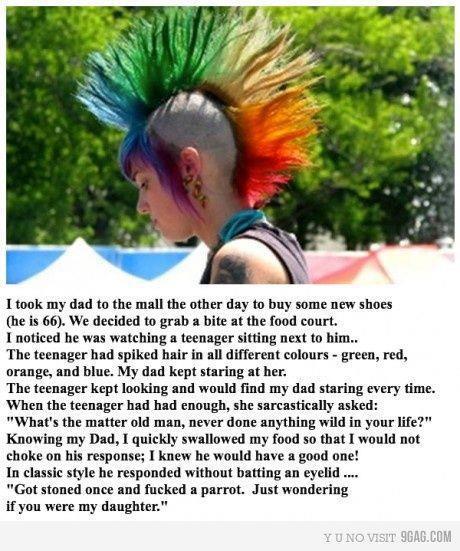 I took my dad to the mall the other day to buy some new shoes
(he is 66). We decided to grab a bite at the food court.
I noticed he was watching a teenager sitting next to him..
The teenager had spiked hair in all different colours - green, red,
orange, and blue. My dad kept staring at her.
The teenager kept looking and would find my dad staring every time.
When the teenager had had enough, she sarcastically asked:
"What's the matter old man, never done anything wild in your life?"
Knowing my Dad, I quickly swallowed my food so that I would not
choke on his response; I knew he would have a good one!
In classic style he responded without batting an eyelid ....
"Got stoned once and fucked a parrot.  Just wondering
if you were my daughter."
Y U NO VISIT 9GAG.COM